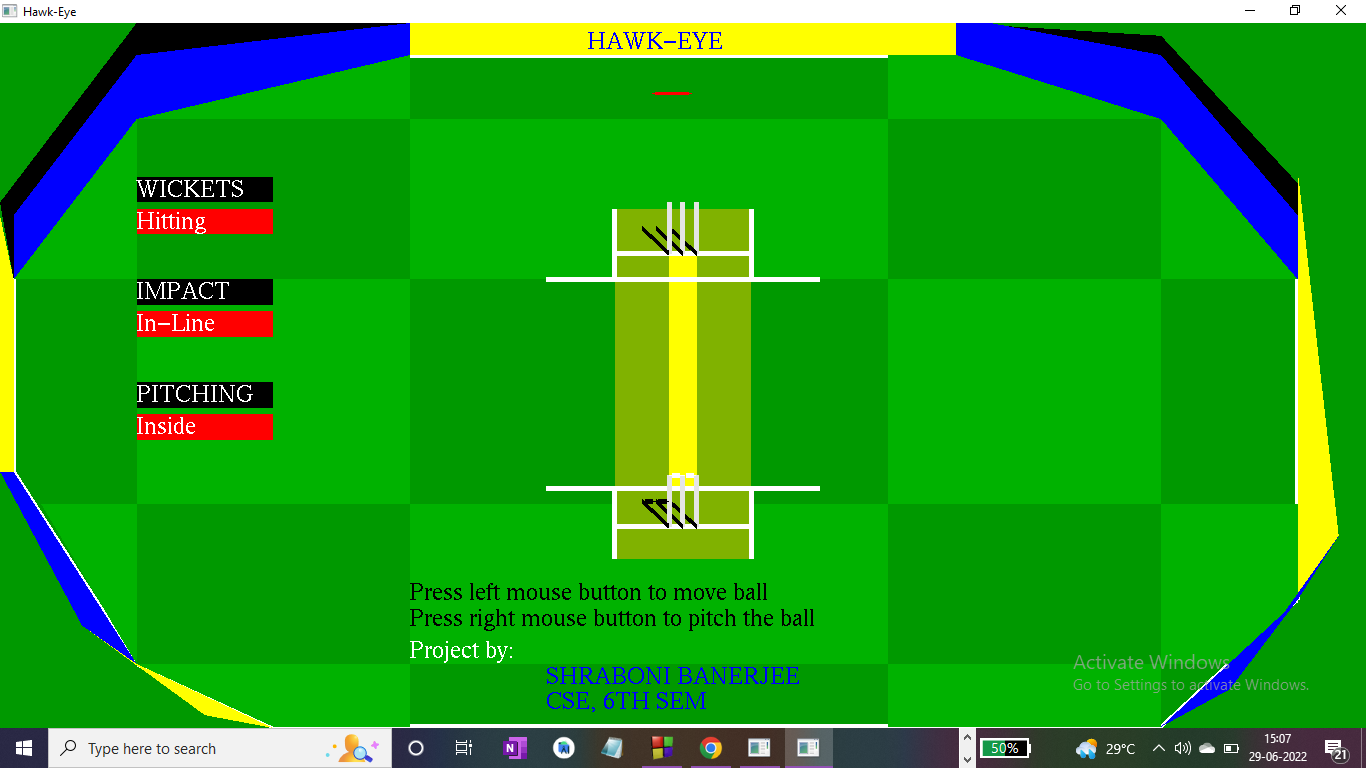 Hawk-Eye
HAWK-EYE
WICKETS
Hitting
IMPACT
In-Line
PITCHING
Inside
Press left mouse button to move ball
Press right mouse button to pitch the ball
Project by:
SHRABONI BANERJEE
CSE, 6TH SEM
Activate Windows
Go to Settings to activate Windows.
Type here to search
N
50%
29°C
15:07
29-06-2022
21